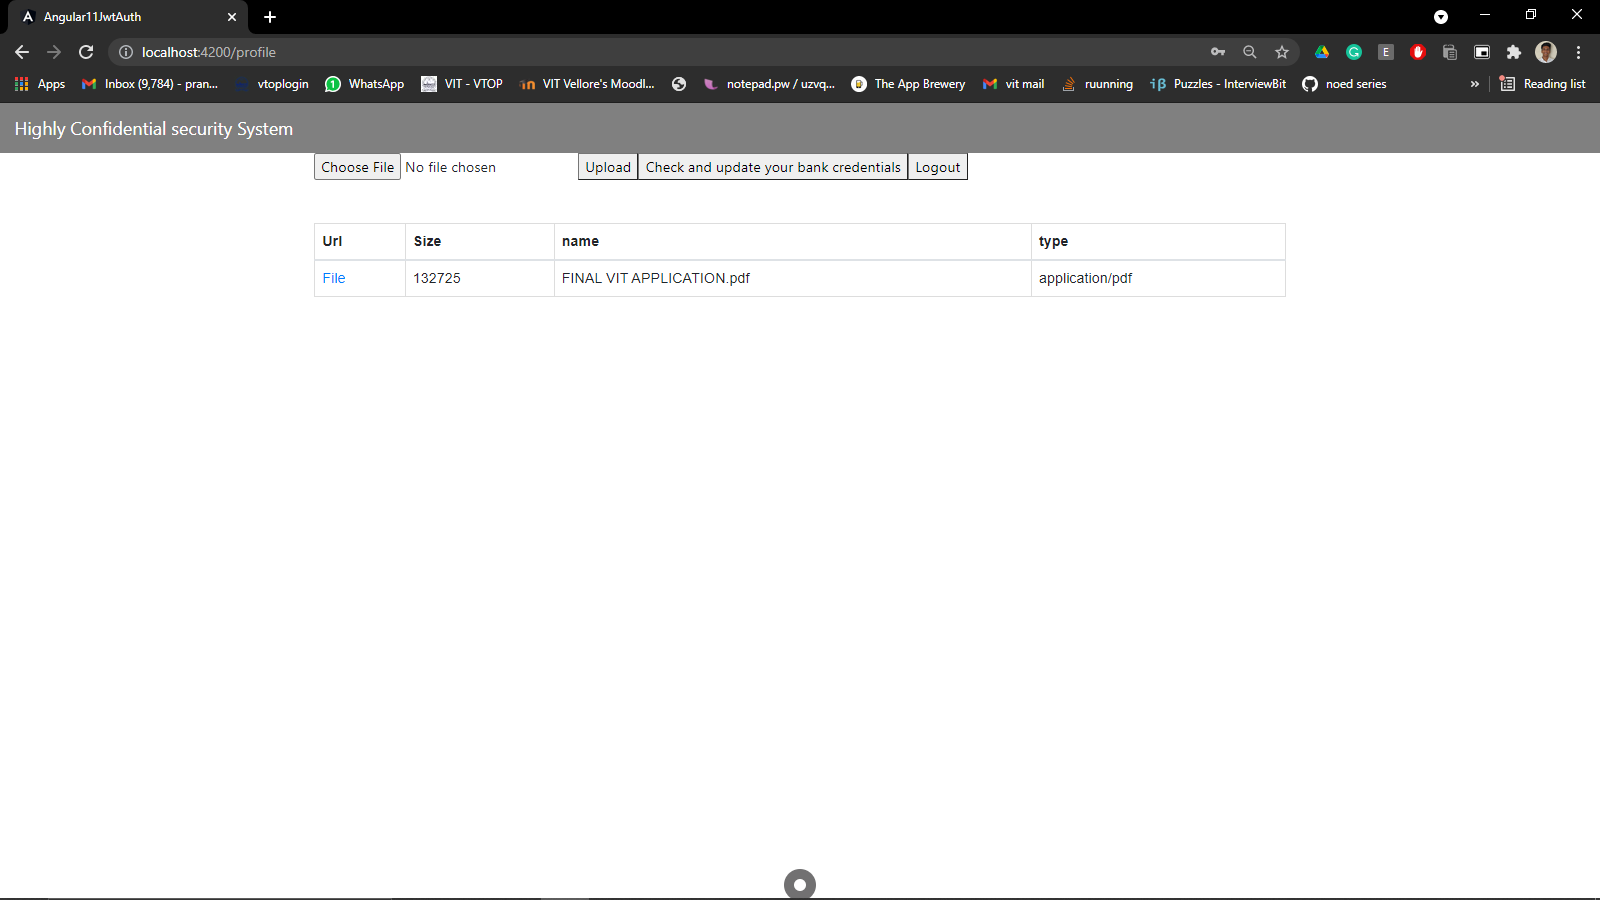 Angular11JwtAuth
localhost:4200/profile
Apps Inbox (9,784) - pran... vtoplogin WhatsApp VIT - VTOP VIT Vellore's Moodl... notepad.pw / uzvq... The App Brewery vit mail ruunning Puzzles - InterviewBit noed series » Reading list
Highly Confidential security System
Choose File No file chosen Upload Check and update your bank credentials Logout
Url Size name type
File 132725 FINAL VIT APPLICATION.pdf application/pdf